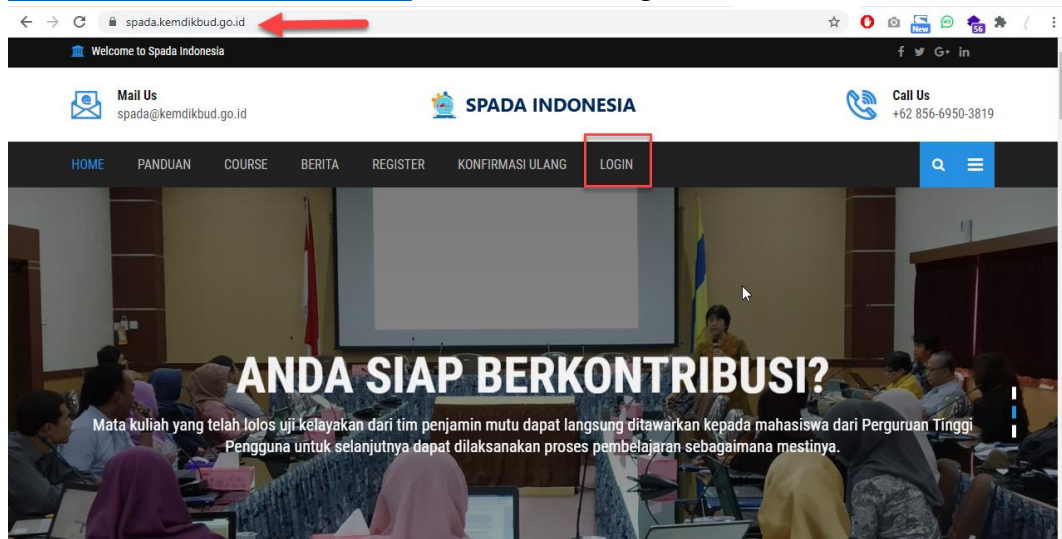 spada.kemdikbud.go.id
New
56
Welcome to Spada Indonesia
f G+ in
Mail Us
spada@kemdikbud.go.id
SPADA INDONESIA
Call Us
+62 856-6950-3819
HOME PANDUAN COURSE BERITA REGISTER KONFIRMASI ULANG LOGIN
ANDA SIAP BERKONTRIBUSI?
Mata kuliah yang telah lolos uji kelayakan dari tim penjamin mutu dapat langsung ditawarkan kepada mahasiswa dari Perguruan Tinggi
Pengguna untuk selanjutnya dapat dilaksanakan proses pembelajaran sebagaimana mestinya.